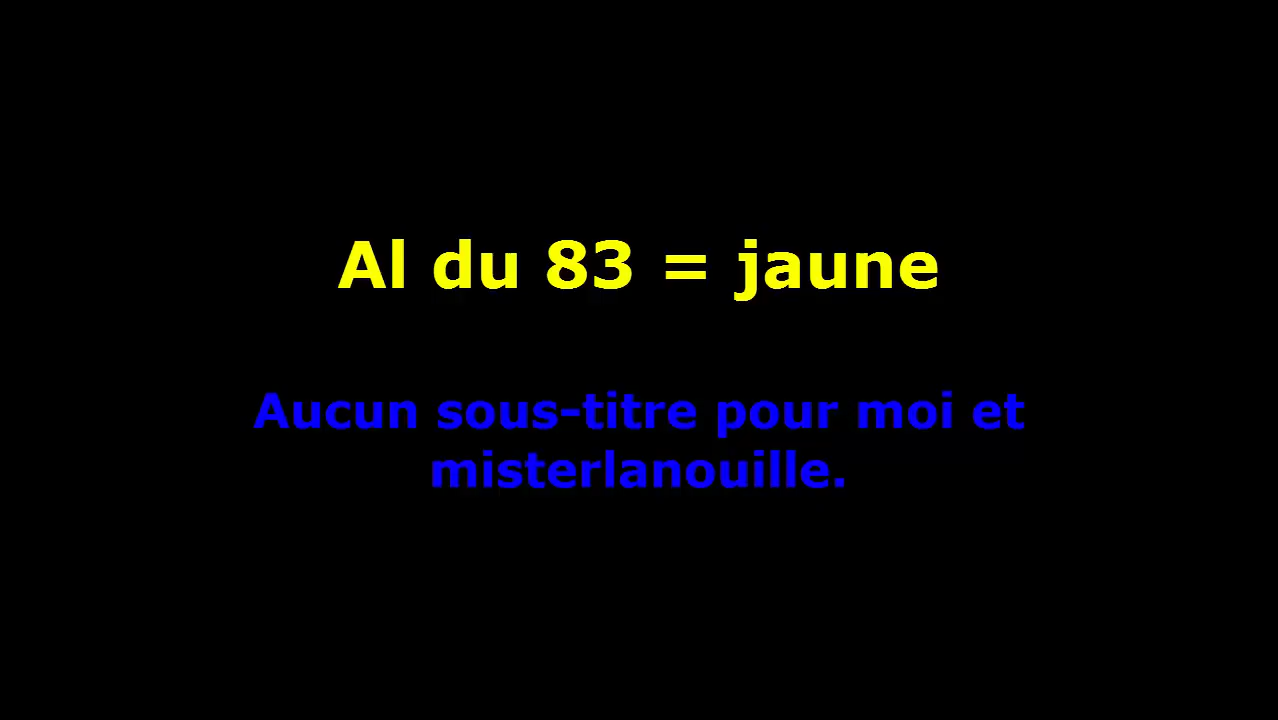 Al du 83 = jaune
Aucun sous-titre pour moi et
misterlanouille.